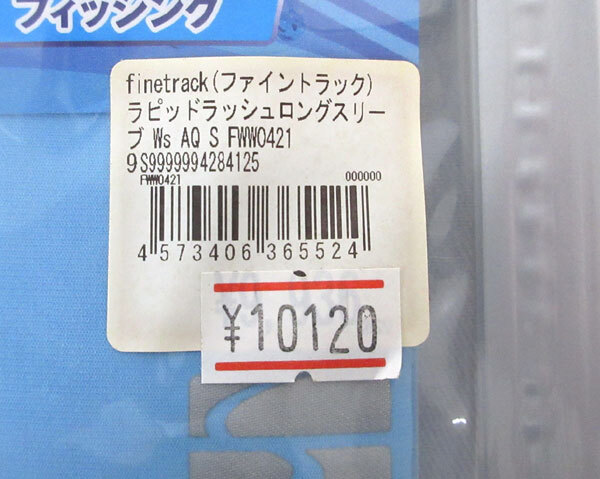 フィッシング
finetrack(ファイントラック)
ラピッドラッシュロングスリー
ブ Ws AQ S FWW0421
9S9999994284125
FWW0421 000000
4 573406 365524
¥10120